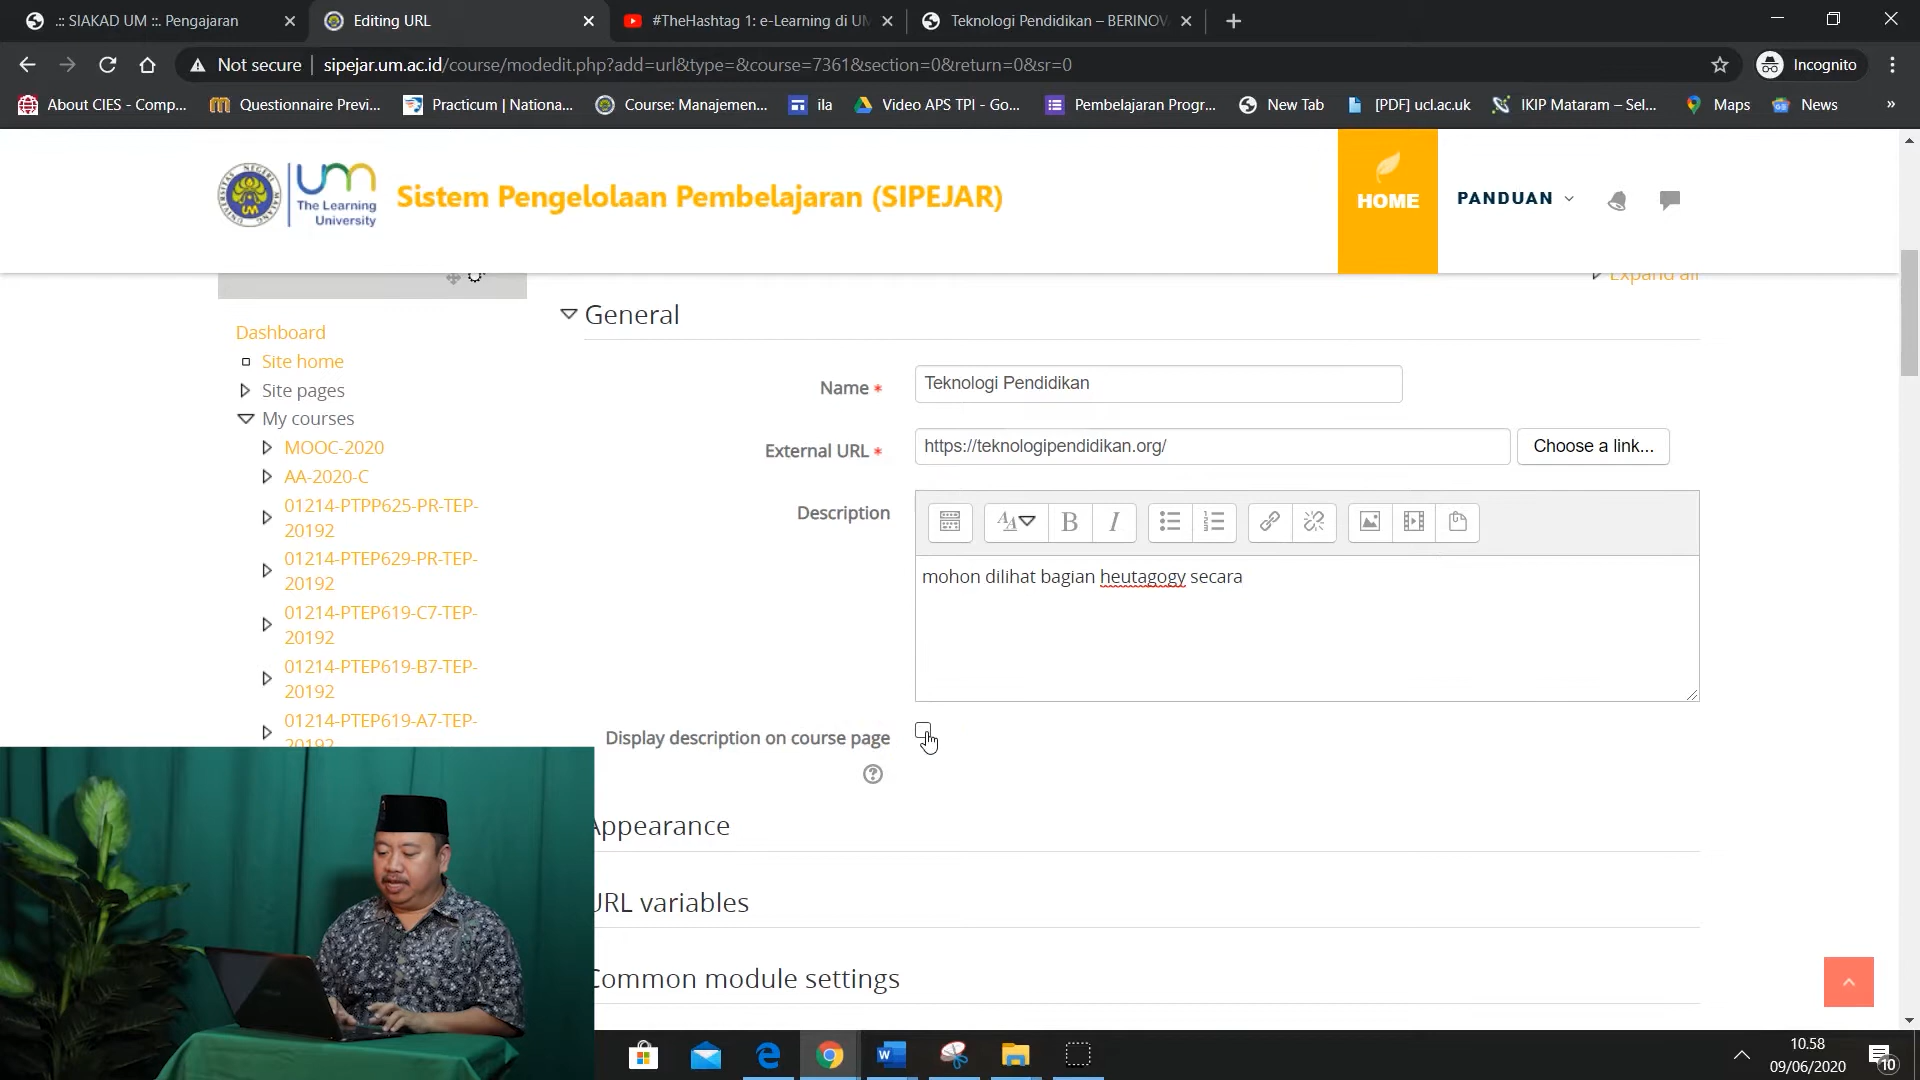 .:: SIAKAD UM ::. Pengajaran
Editing URL
#TheHashtag 1: e-Learning di UM
Teknologi Pendidikan – BERINOV
Not secure
sipejar.um.ac.id/course/modedit.php?add=url&type=&course=7361&section=0&return=0&sr=0
Incognito
About CIES - Comp...
Questionnaire Previ...
Practicum | Nationa...
Course: Manajemen...
ila
Video APS TPI - Go...
Pembelajaran Progr...
New Tab
[PDF] ucl.ac.uk
IKIP Mataram – Sel...
Maps
News
»
um
The Learning
University
Sistem Pengelolaan Pembelajaran (SIPEJAR)
HOME
PANDUAN
Expand all
Dashboard
Site home
Site pages
My courses
MOOC-2020
AA-2020-C
01214-PTPP625-PR-TEP-
20192
01214-PTEP629-PR-TEP-
20192
01214-PTEP619-C7-TEP-
20192
01214-PTEP619-B7-TEP-
20192
01214-PTEP619-A7-TEP-
20192
General
Name *
Teknologi Pendidikan
External URL *
https://teknologipendidikan.org/
Choose a link...
Description
mohon dilihat bagian heutagogy secara
Display description on course page
Appearance
URL variables
Common module settings
10.58
09/06/2020
10